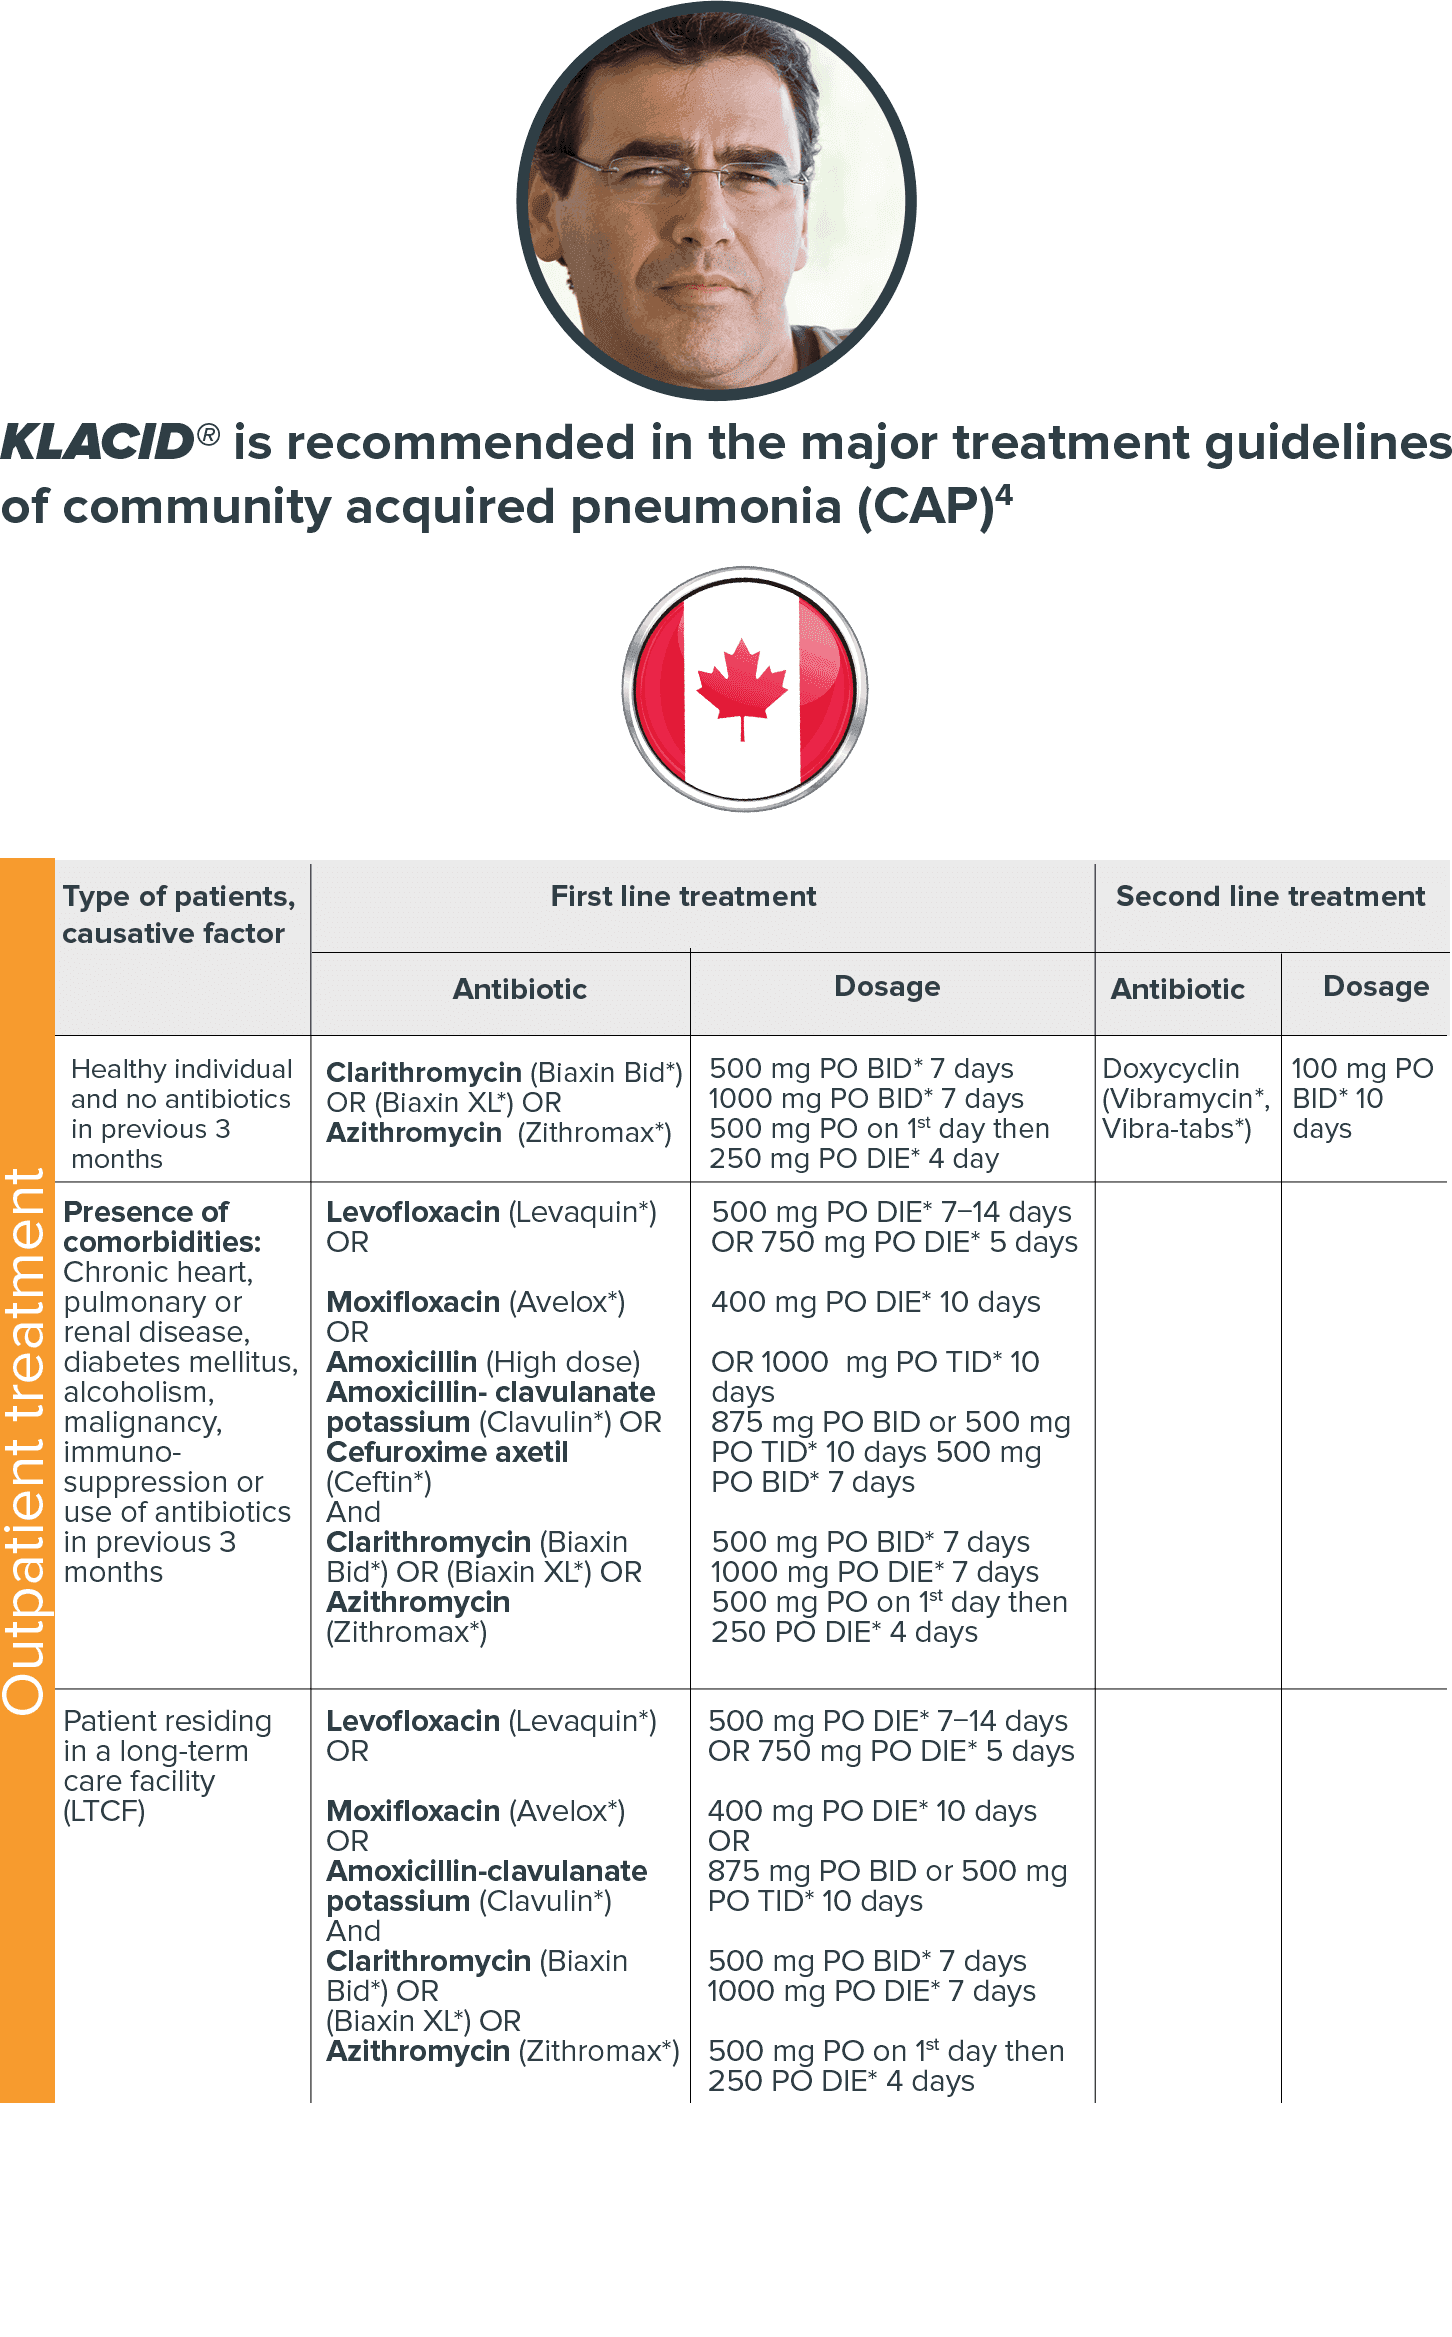 KLACID® is recommended in the major treatment guidelines
of community acquired pneumonia (CAP)4
Outpatient treatment
Type of patients,
causative factor
First line treatment
Second line treatment
Antibiotic
Dosage
Antibiotic
Dosage
Healthy individual
and no antibiotics
in previous 3
months
Clarithromycin (Biaxin Bid*)
OR (Biaxin XL*) OR
Azithromycin (Zithromax*)
500 mg PO BID* 7 days
1000 mg PO BID* 7 days
500 mg PO on 1st day then
250 mg PO DIE* 4 day
Doxycyclin
(Vibramycin*,
Vibra-tabs*)
100 mg PO
BID* 10
days
Presence of
comorbidities:
Chronic heart,
pulmonary or
renal disease,
diabetes mellitus,
alcoholism,
malignancy,
immuno-
suppression or
use of antibiotics
in previous 3
months
Levofloxacin (Levaquin*)
OR
Moxifloxacin (Avelox*)
OR
Amoxicillin (High dose)
Amoxicillin- clavulanate
potassium (Clavulin*) OR
Cefuroxime axetil
(Ceftin*)
And
Clarithromycin (Biaxin
Bid*) OR (Biaxin XL*) OR
Azithromycin
(Zithromax*)
500 mg PO DIE* 7–14 days
OR 750 mg PO DIE* 5 days
400 mg PO DIE* 10 days
OR 1000 mg PO TID* 10
days
875 mg PO BID or 500 mg
PO TID* 10 days 500 mg
PO BID* 7 days
500 mg PO BID* 7 days
1000 mg PO DIE* 7 days
500 mg PO on 1st day then
250 PO DIE* 4 days
Patient residing
in a long-term
care facility
(LTCF)
Levofloxacin (Levaquin*)
OR
Moxifloxacin (Avelox*)
OR
Amoxicillin-clavulanate
potassium (Clavulin*)
And
Clarithromycin (Biaxin
Bid*) OR
(Biaxin XL*) OR
Azithromycin (Zithromax*)
500 mg PO DIE* 7–14 days
OR 750 mg PO DIE* 5 days
400 mg PO DIE* 10 days
OR
875 mg PO BID or 500 mg
PO TID* 10 days
500 mg PO BID* 7 days
1000 mg PO DIE* 7 days
500 mg PO on 1st day then
250 PO DIE* 4 days